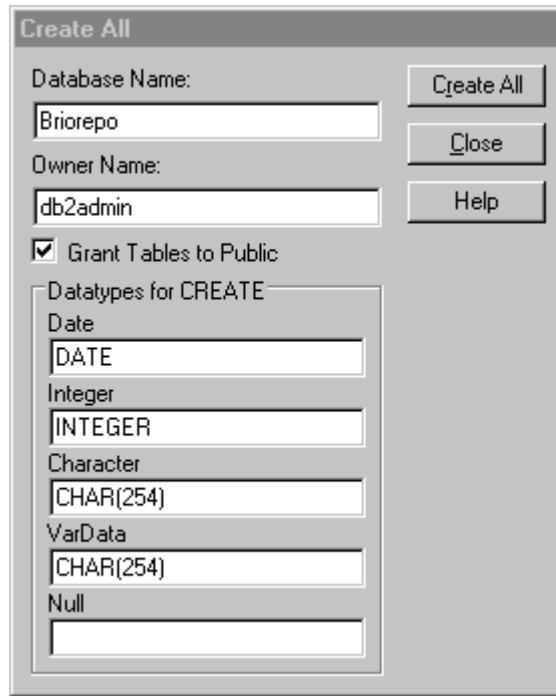 Create All
Database Name:
Briorepo
Owner Name:
db2admin
Grant Tables to Public
Datatypes for CREATE
Date
DATE
Integer
INTEGER
Character
CHAR(254)
VarData
CHAR(254)
Null
Create All
Close
Help